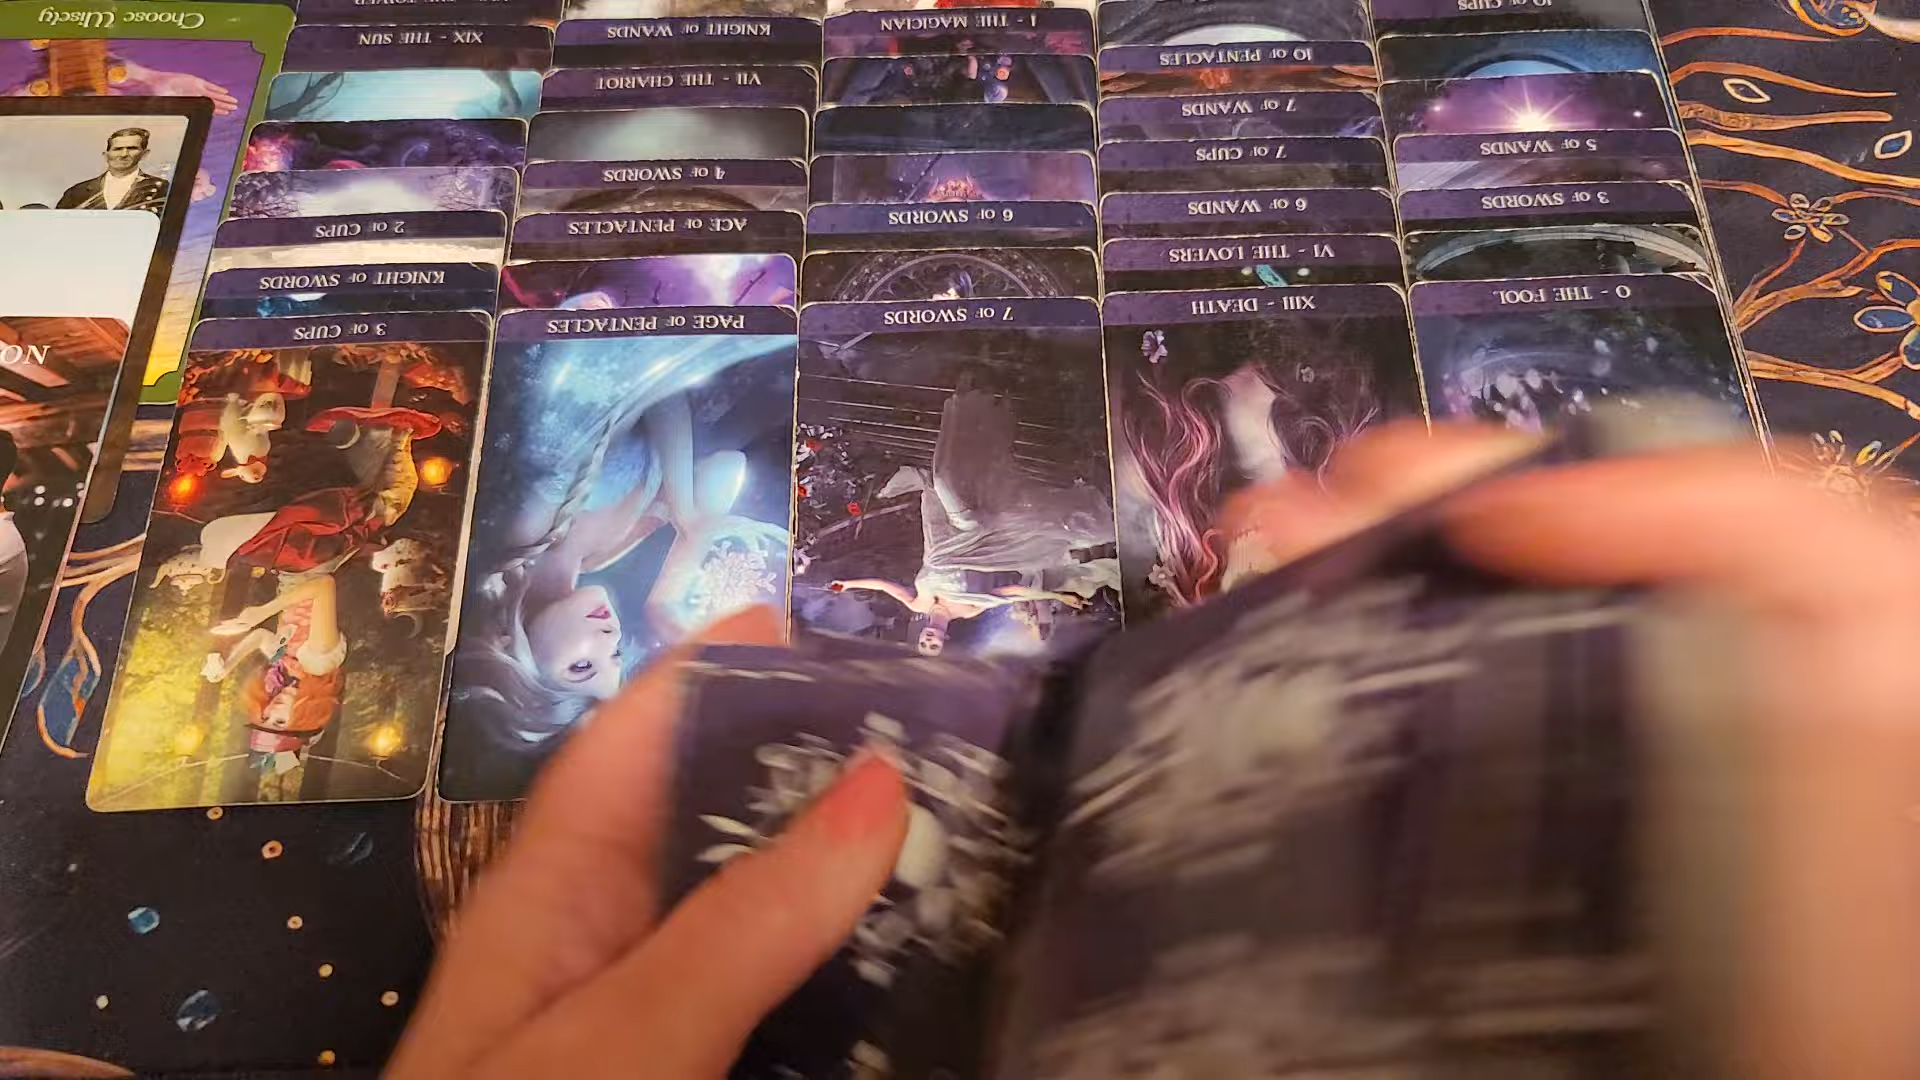 Choose Wisely
XIX - THE SUN
2 OF CUPS
KNIGHT OF SWORDS
3 OF CUPS
KNIGHT OF WANDS
VII - THE CHARIOT
4 OF SWORDS
ACE OF PENTACLES
PAGE OF PENTACLES
I - THE MAGICIAN
6 OF SWORDS
7 OF SWORDS
10 OF PENTACLES
7 OF WANDS
7 OF CUPS
6 OF WANDS
VI - THE LOVERS
XIII - DEATH
10 OF CUPS
5 OF WANDS
3 OF SWORDS
0 - THE FOOL